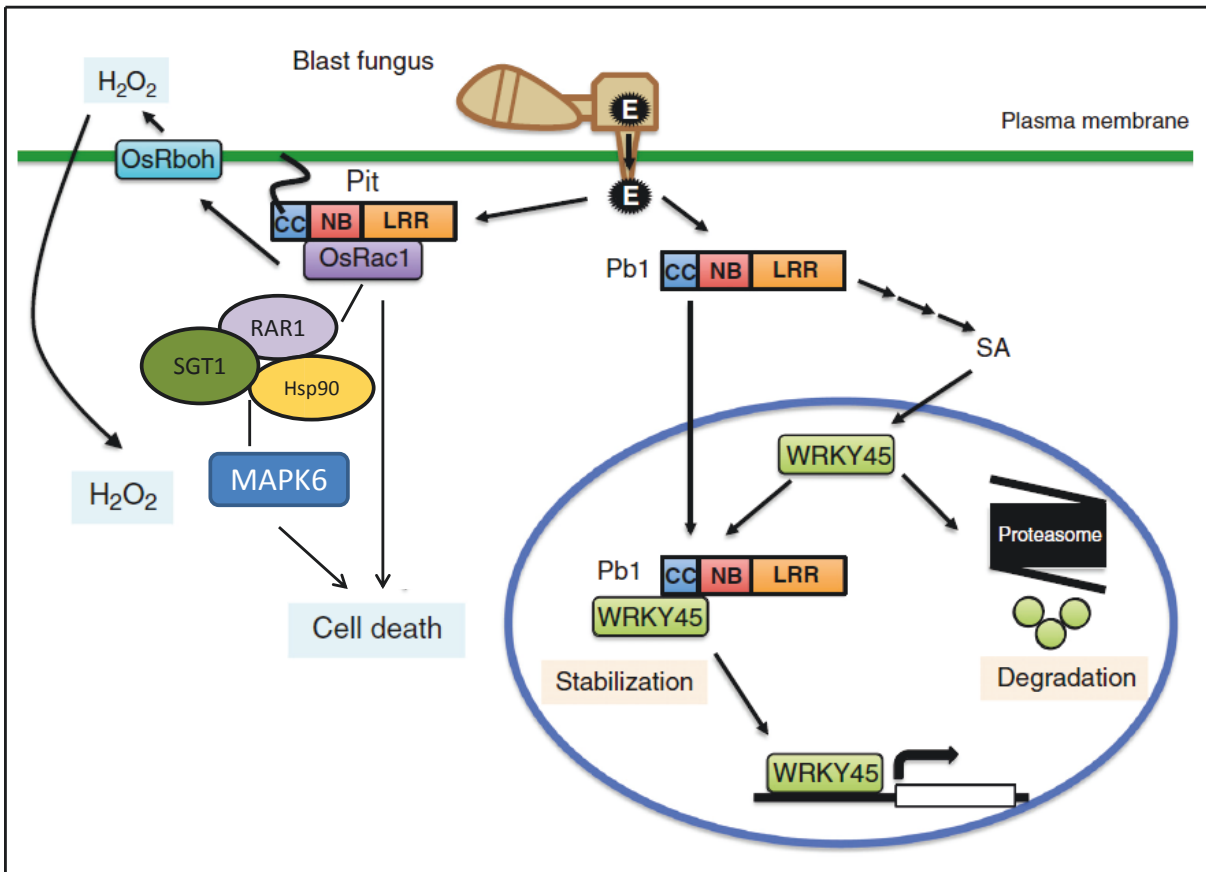 Blast fungus
H₂O₂
E
Plasma membrane
OsRboh
Pit
E
CC NB LRR
OsRac1
Pb1 CC NB LRR
RAR1
SA
SGT1
Hsp90
WRKY45
MAPK6
H₂O₂
Proteasome
Pb1 CC NB LRR
WRKY45
Cell death
Stabilization
Degradation
WRKY45